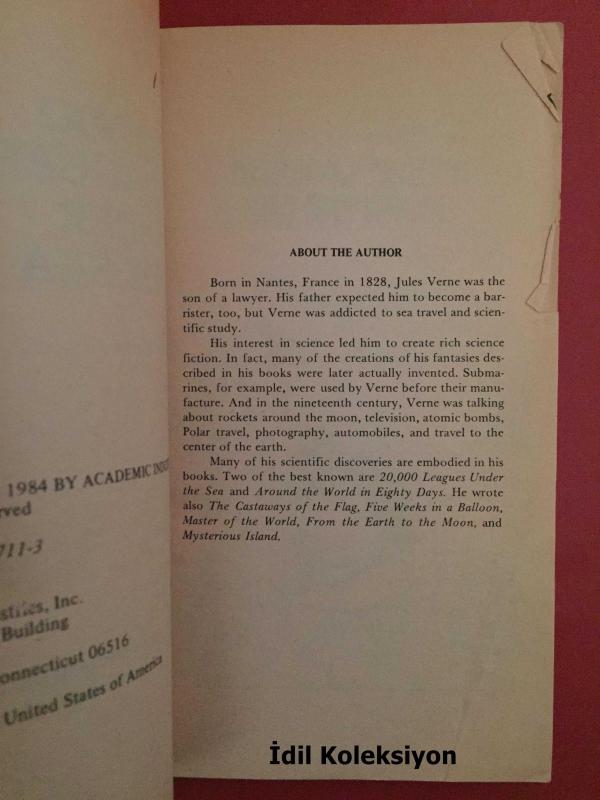 1984 BY ACADEMIC
711-3
Inc.
Building
06516
United States of America
ABOUT THE AUTHOR
Born in Nantes, France in 1828, Jules Verne was the
son of a lawyer. His father expected him to become a bar-
rister, too, but Verne was addicted to sea travel and scien-
tific study.
His interest in science led him to create rich science
fiction. In fact, many of the creations of his fantasies des-
cribed in his books were later actually invented. Subma-
rines, for example, were used by Verne before their manu-
facture. And in the nineteenth century, Verne was talking
about rockets around the moon, television, atomic bombs,
Polar travel, photography, automobiles, and travel to the
center of the earth.
Many of his scientific discoveries are embodied in his
books. Two of the best known are 20,000 Leagues Under
the Sea and Around the World in Eighty Days. He wrote
also The Castaways of the Flag, Five Weeks in a Balloon,
Master of the World, From the Earth to the Moon, and
Mysterious Island.
İdil Koleksiyon